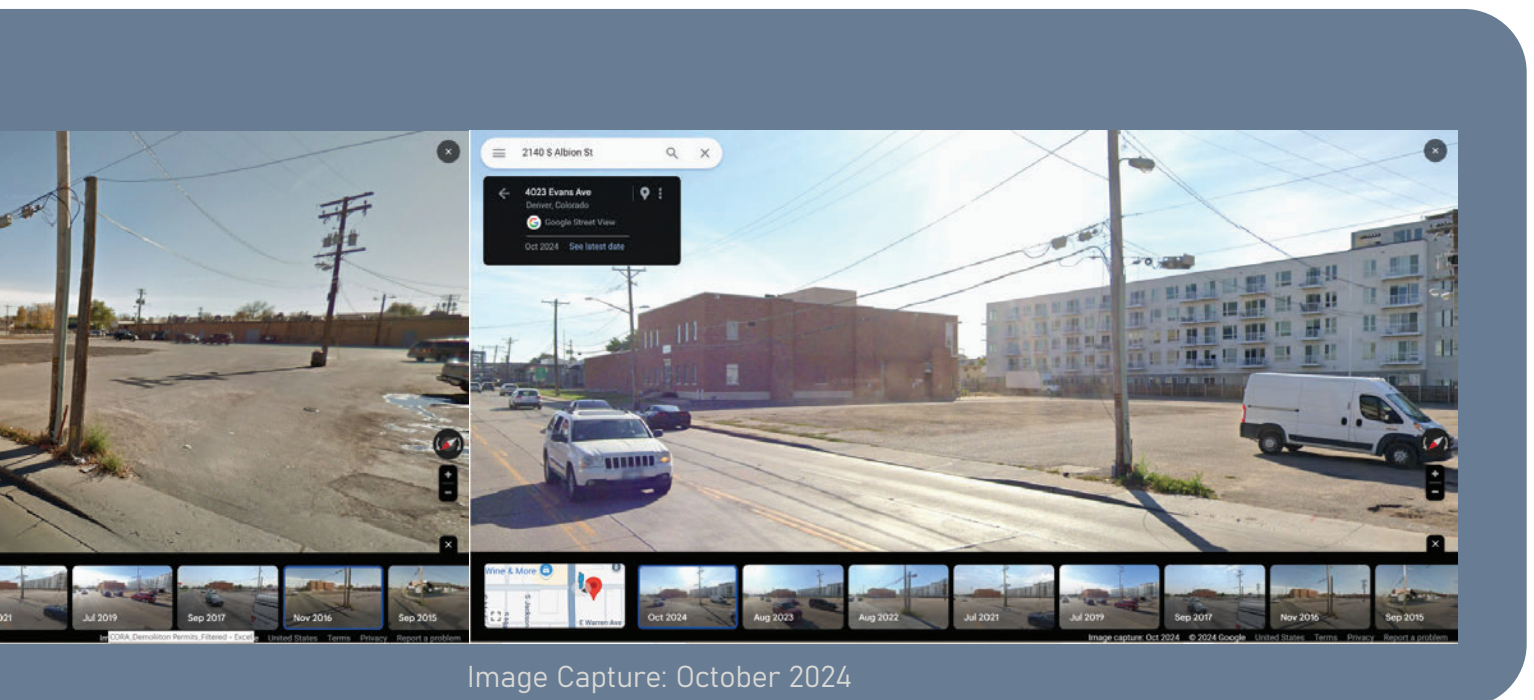 2140 S Albion St
4023 Evans Ave
Denver, Colorado
Google Street View
Oct 2024 See latest date
021
Jul 2019
Sep 2017
Nov 2016
Sep 2015
CORA_Demolition Permits_Filtered - Excel
United States Terms Privacy Report a problem
Wine & More
S Jackson
E Warren Ave
Oct 2024
Aug 2023
Aug 2022
Jul 2021
Jul 2019
Sep 2017
Nov 2016
Sep 2015
Image capture: Oct 2024 © 2024 Google United States Terms Privacy Report a problem
Image Capture: October 2024